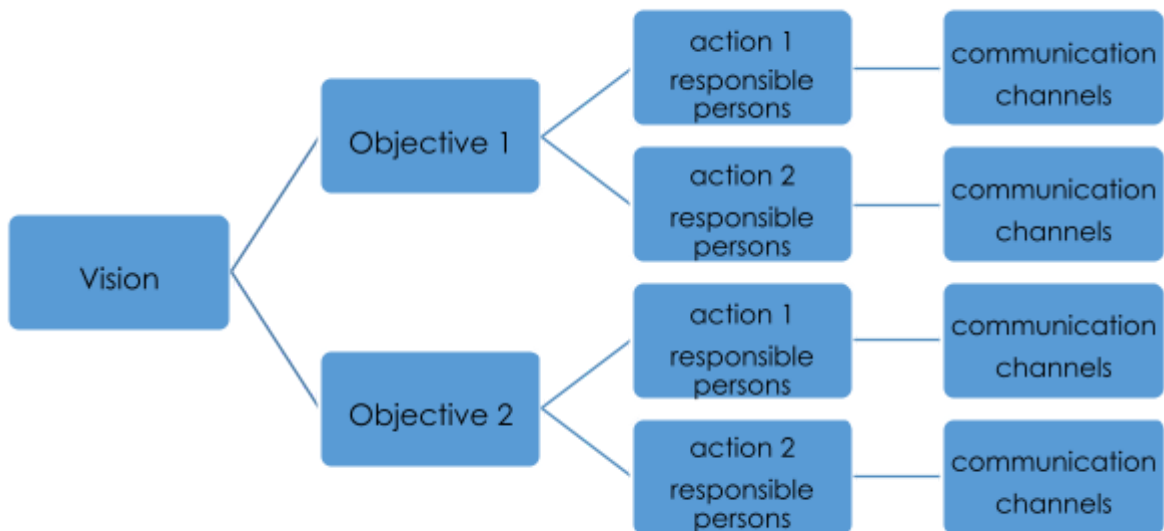 Vision
Objective 1
action 1
responsible
persons
communication
channels
action 2
responsible
persons
communication
channels
Objective 2
action 1
responsible
persons
communication
channels
action 2
responsible
persons
communication
channels